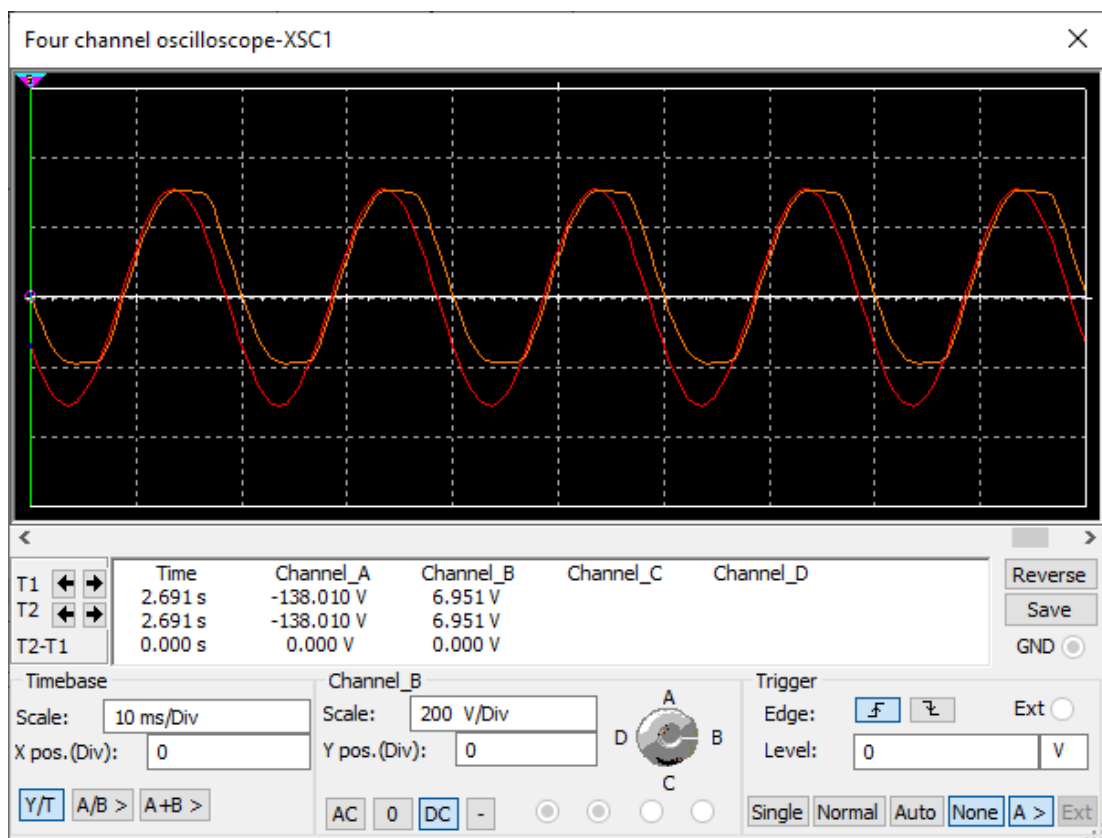 Four channel oscilloscope-XSC1
Time Channel_A Channel_B Channel_C Channel_D
T1 2.691 s -138.010 V 6.951 V
T2 2.691 s -138.010 V 6.951 V
T2-T1 0.000 s 0.000 V 0.000 V
Reverse
Save
GND
Timebase
Scale: 10 ms/Div
X pos.(Div): 0
Y/T A/B > A+B >
Channel_B
Scale: 200 V/Div
Y pos.(Div): 0
AC 0 DC -
A
D B
C
Trigger
Edge: Ext
Level: 0 V
Single Normal Auto None A > Ext